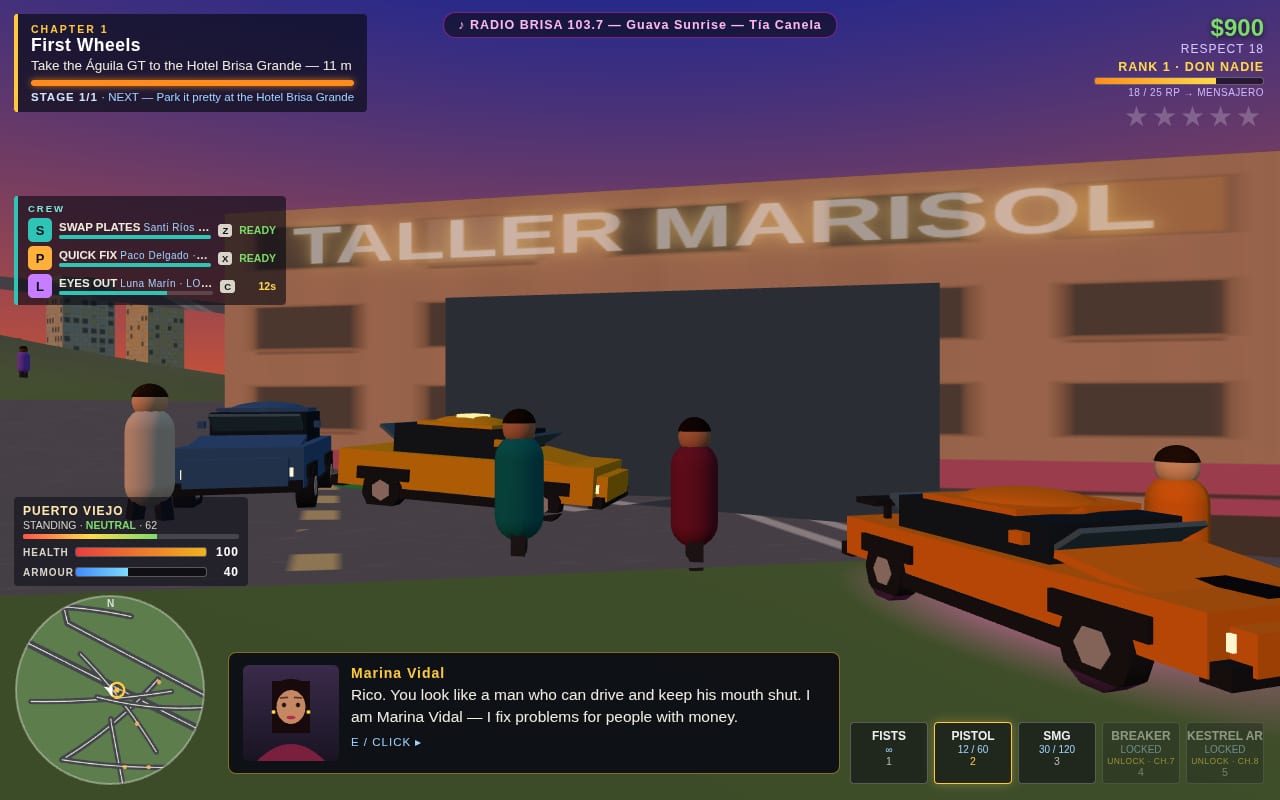 CHAPTER 1
First Wheels
Take the Águila GT to the Hotel Brisa Grande — 11 m
STAGE 1/1 · NEXT — Park it pretty at the Hotel Brisa Grande
♪ RADIO BRISA 103.7 — Guava Sunrise — Tía Canela
$900
RESPECT 18
RANK 1 · DON NADIE
18 / 25 RP → MENSAJERO
★★★★★
CREW
S SWAP PLATES Santi Ríos ... Z READY
P QUICK FIX Paco Delgado ·... X READY
L EYES OUT Luna Marín · LO... C 12s
TALLER MARISOL
PUERTO VIEJO
STANDING · NEUTRAL · 62
HEALTH 100
ARMOUR 40
N
Marina Vidal
Rico. You look like a man who can drive and keep his mouth shut. I
am Marina Vidal — I fix problems for people with money.
E / CLICK ▸
FISTS
∞
1
PISTOL
12 / 60
2
SMG
30 / 120
3
BREAKER
LOCKED
UNLOCK · CH.7
4
KESTREL AR
LOCKED
UNLOCK · CH.8
5